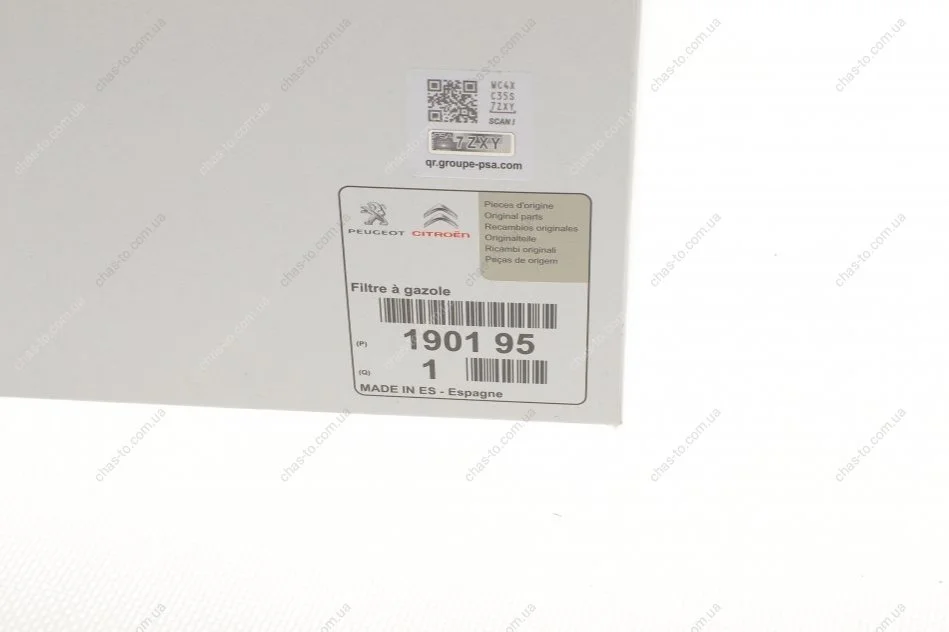 WC4X
C35S
7ZXY
SCAN !
7ZXY
qr.groupe-psa.com
PEUGEOT CITROËN
Pieces d'origine
Original parts
Recambios originales
Originalteile
Ricambi originali
Peças de origem
Filtre à gazole
(P) 1901 95
(Q) 1
MADE IN ES - Espagne
chas-to.com.ua